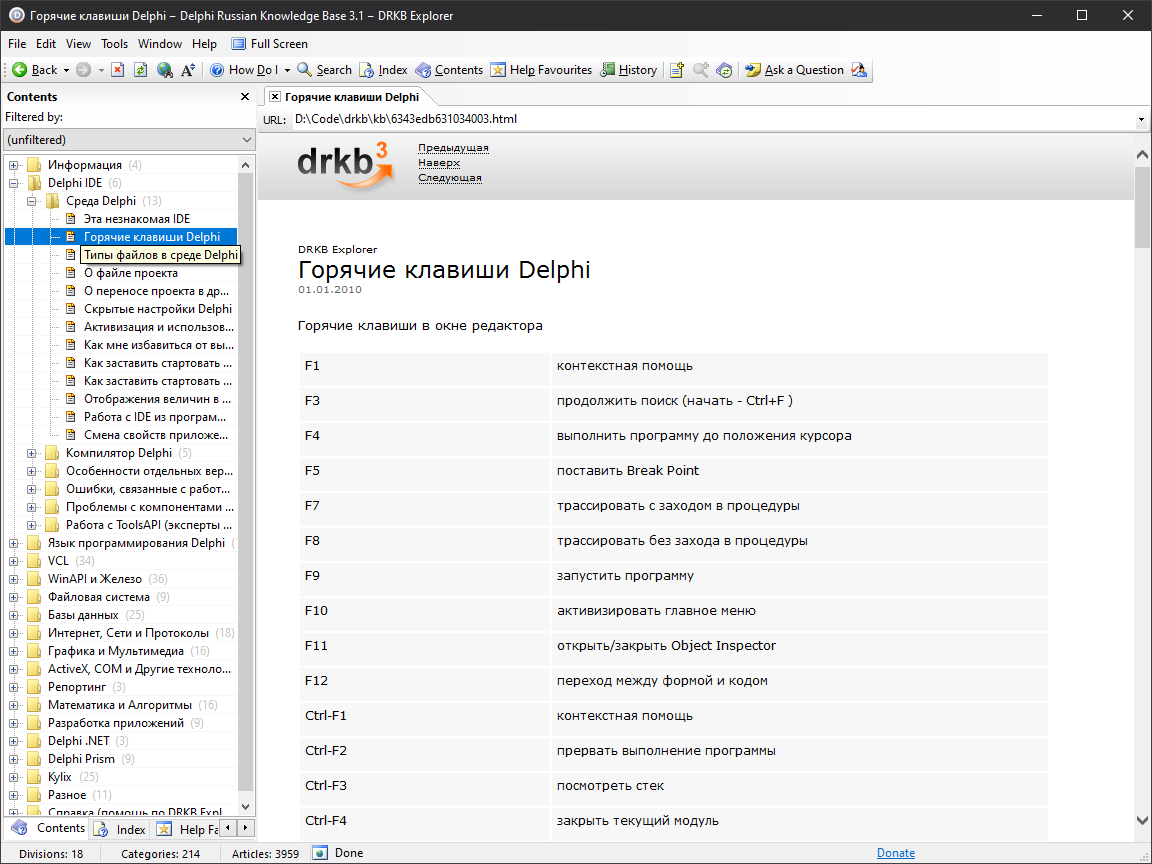 Горячие клавиши Delphi – Delphi Russian Knowledge Base 3.1 – DRKB Explorer
File Edit View Tools Window Help Full Screen
Back How Do I Search Index Contents Help Favourites History Ask a Question
Contents
Filtered by:
(unfiltered)
Информация (4)
Delphi IDE (6)
Среда Delphi (13)
Эта незнакомая IDE
Горячие клавиши Delphi
Типы файлов в среде Delphi
О файле проекта
О переносе проекта в др...
Скрытые настройки Delphi
Активизация и использов...
Как мне избавиться от вы...
Как заставить стартовать ...
Как заставить стартовать ...
Отображения величин в ...
Работа с IDE из програм...
Смена свойств приложе...
Компилятор Delphi (5)
Особенности отдельных вер...
Ошибки, связанные с работ...
Проблемы с компонентами ...
Работа с ToolsAPI (эксперты ...
Язык программирования Delphi (
VCL (34)
WinAPI и Железо (36)
Файловая система (9)
Базы данных (25)
Интернет, Сети и Протоколы (18)
Графика и Мультимедиа (16)
ActiveX, COM и Другие техноло...
Репортинг (3)
Математика и Алгоритмы (16)
Разработка приложений (9)
Delphi .NET (3)
Delphi Prism (9)
Kylix (25)
Разное (11)
Справка (помощь по DRKB Expl
Contents Index Help Fa
Горячие клавиши Delphi
URL: D:\Code\drkb\kb\6343edb631034003.html
drkb3
Предыдущая
Наверх
Следующая
DRKB Explorer
Горячие клавиши Delphi
01.01.2010
Горячие клавиши в окне редактора
F1 контекстная помощь
F3 продолжить поиск (начать - Ctrl+F )
F4 выполнить программу до положения курсора
F5 поставить Break Point
F7 трассировать с заходом в процедуры
F8 трассировать без захода в процедуры
F9 запустить программу
F10 активизировать главное меню
F11 открыть/закрыть Object Inspector
F12 переход между формой и кодом
Ctrl-F1 контекстная помощь
Ctrl-F2 прервать выполнение программы
Ctrl-F3 посмотреть стек
Ctrl-F4 закрыть текущий модуль
Divisions: 18 Categories: 214 Articles: 3959 Done Donate